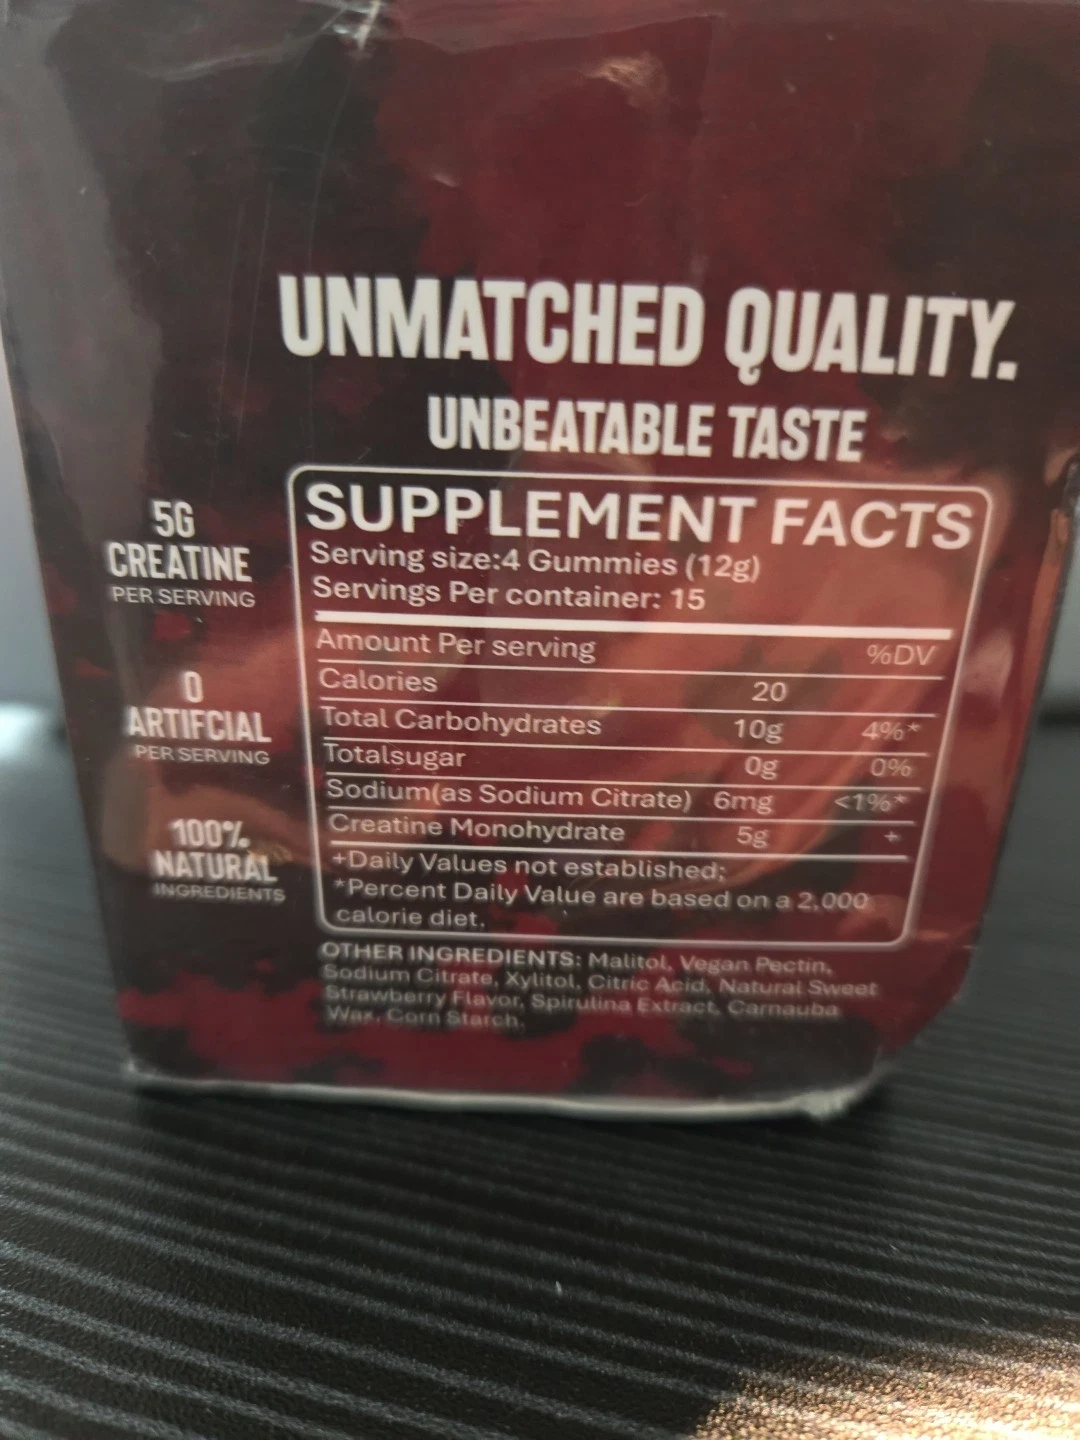 UNMATCHED QUALITY.
UNBEATABLE TASTE
5G
CREATINE
PER SERVING
0
ARTIFCIAL
PER SERVING
100%
NATURAL
INGREDIENTS
SUPPLEMENT FACTS
Serving size:4 Gummies (12g)
Servings Per container: 15
Amount Per serving %DV
Calories 20
Total Carbohydrates 10g 4%*
Totalsugar 0g 0%
Sodium(as Sodium Citrate) 6mg <1%*
Creatine Monohydrate 5g +
+Daily Values not established;
*Percent Daily Value are based on a 2,000
calorie diet.
OTHER INGREDIENTS: Malitol, Vegan Pectin,
Sodium Citrate, Xylitol, Citric Acid, Natural Sweet
Strawberry Flavor, Spirulina Extract, Carnauba
Wax, Corn Starch.